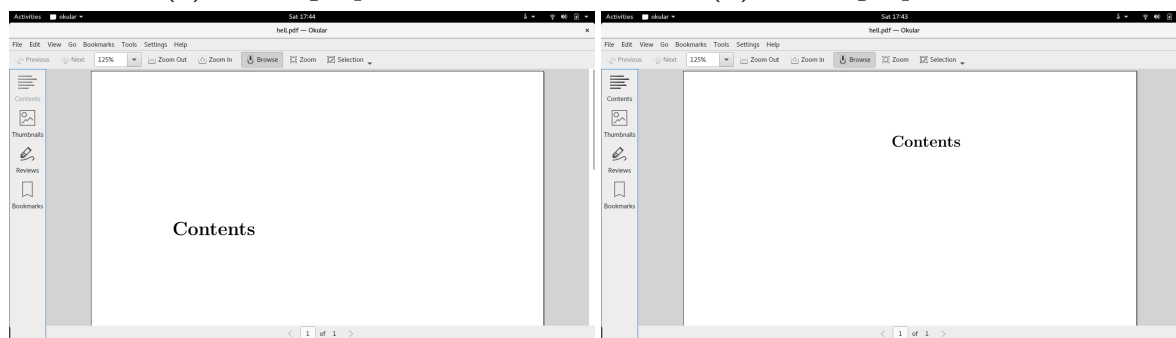 Activities okular Sat 17:44
hell.pdf — Okular
File Edit View Go Bookmarks Tools Settings Help
Previous Next 125% Zoom Out Zoom In Browse Zoom Selection
Contents
Thumbnails
Reviews
Bookmarks
Contents
1 of 1
Activities okular Sat 17:43
hell.pdf — Okular
File Edit View Go Bookmarks Tools Settings Help
Previous Next 125% Zoom Out Zoom In Browse Zoom Selection
Contents
Thumbnails
Reviews
Bookmarks
Contents
1 of 1